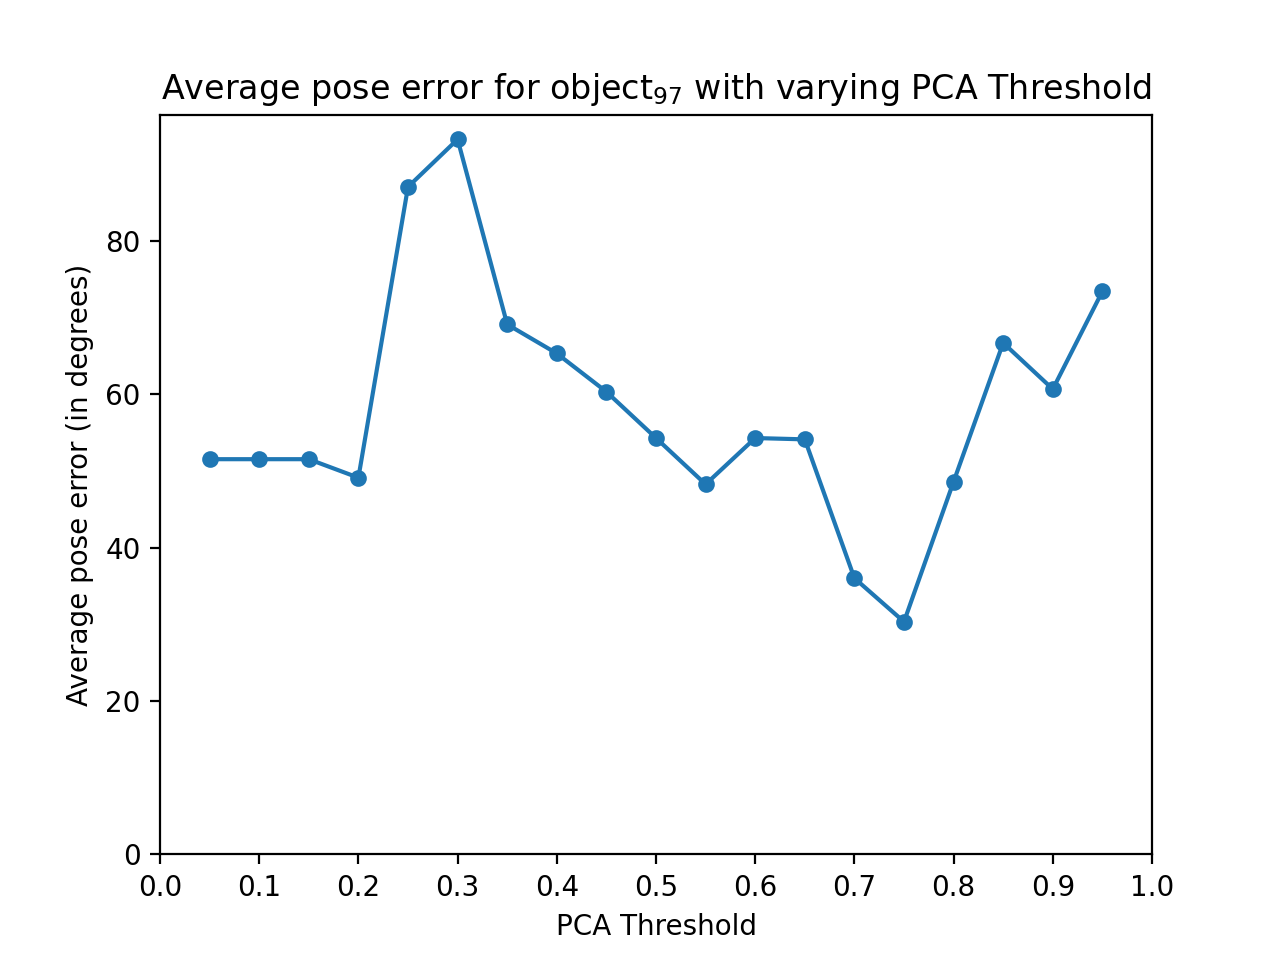 Average pose error for object₉₇ with varying PCA Threshold
Average pose error (in degrees)
80
60
40
20
0
0.0 0.1 0.2 0.3 0.4 0.5 0.6 0.7 0.8 0.9 1.0
PCA Threshold